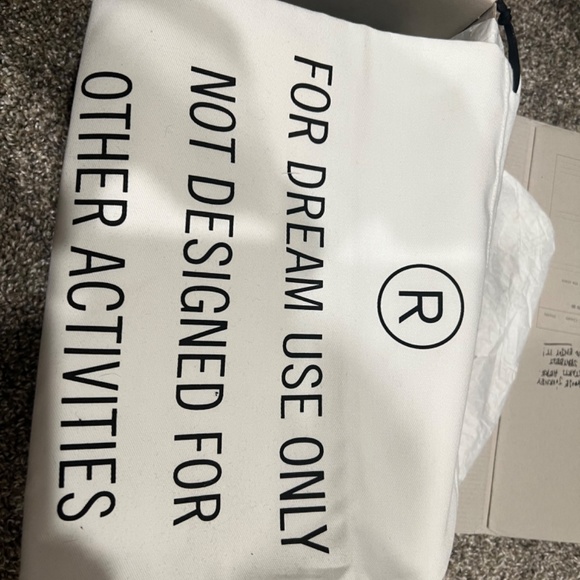 ®
FOR DREAM USE ONLY
NOT DESIGNED FOR
OTHER ACTIVITIES